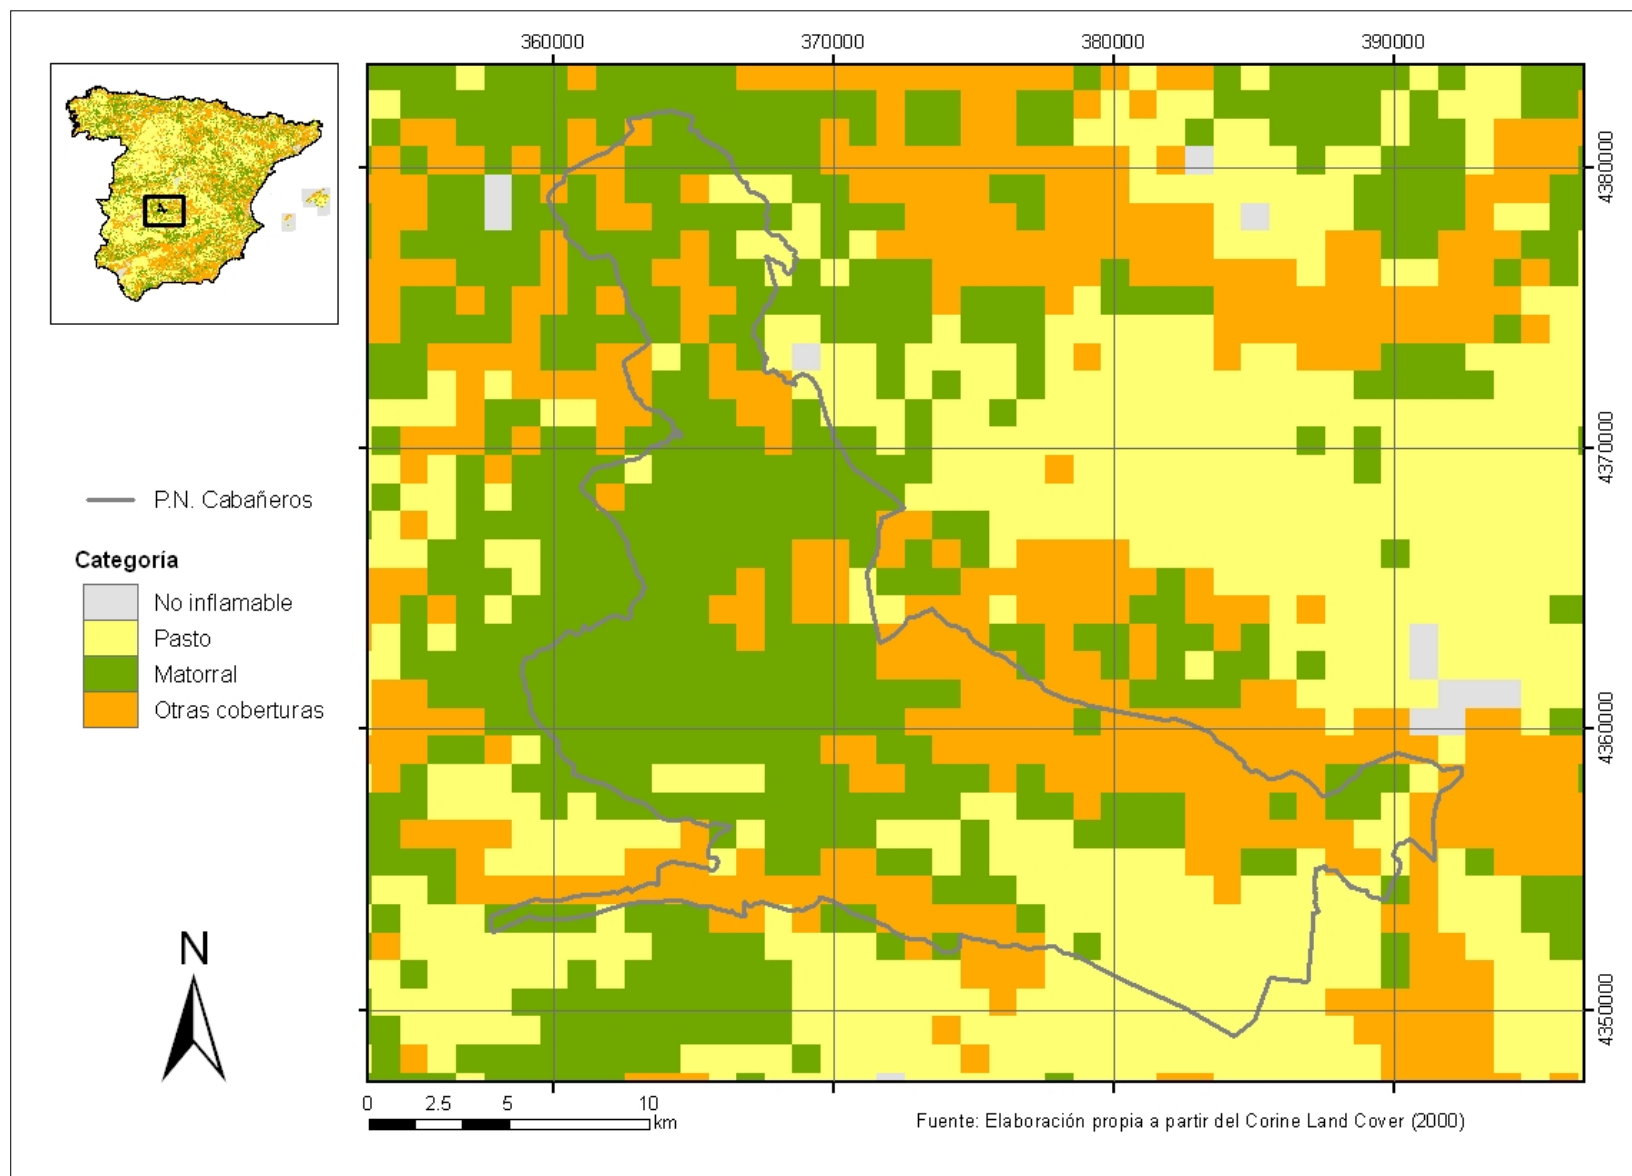 360000
370000
380000
390000
4380000
4370000
4360000
4350000
P.N. Cabañeros
Categoría
No inflamable
Pasto
Matorral
Otras coberturas
N
0 2.5 5 10
km
Fuente: Elaboración propia a partir del Corine Land Cover (2000)